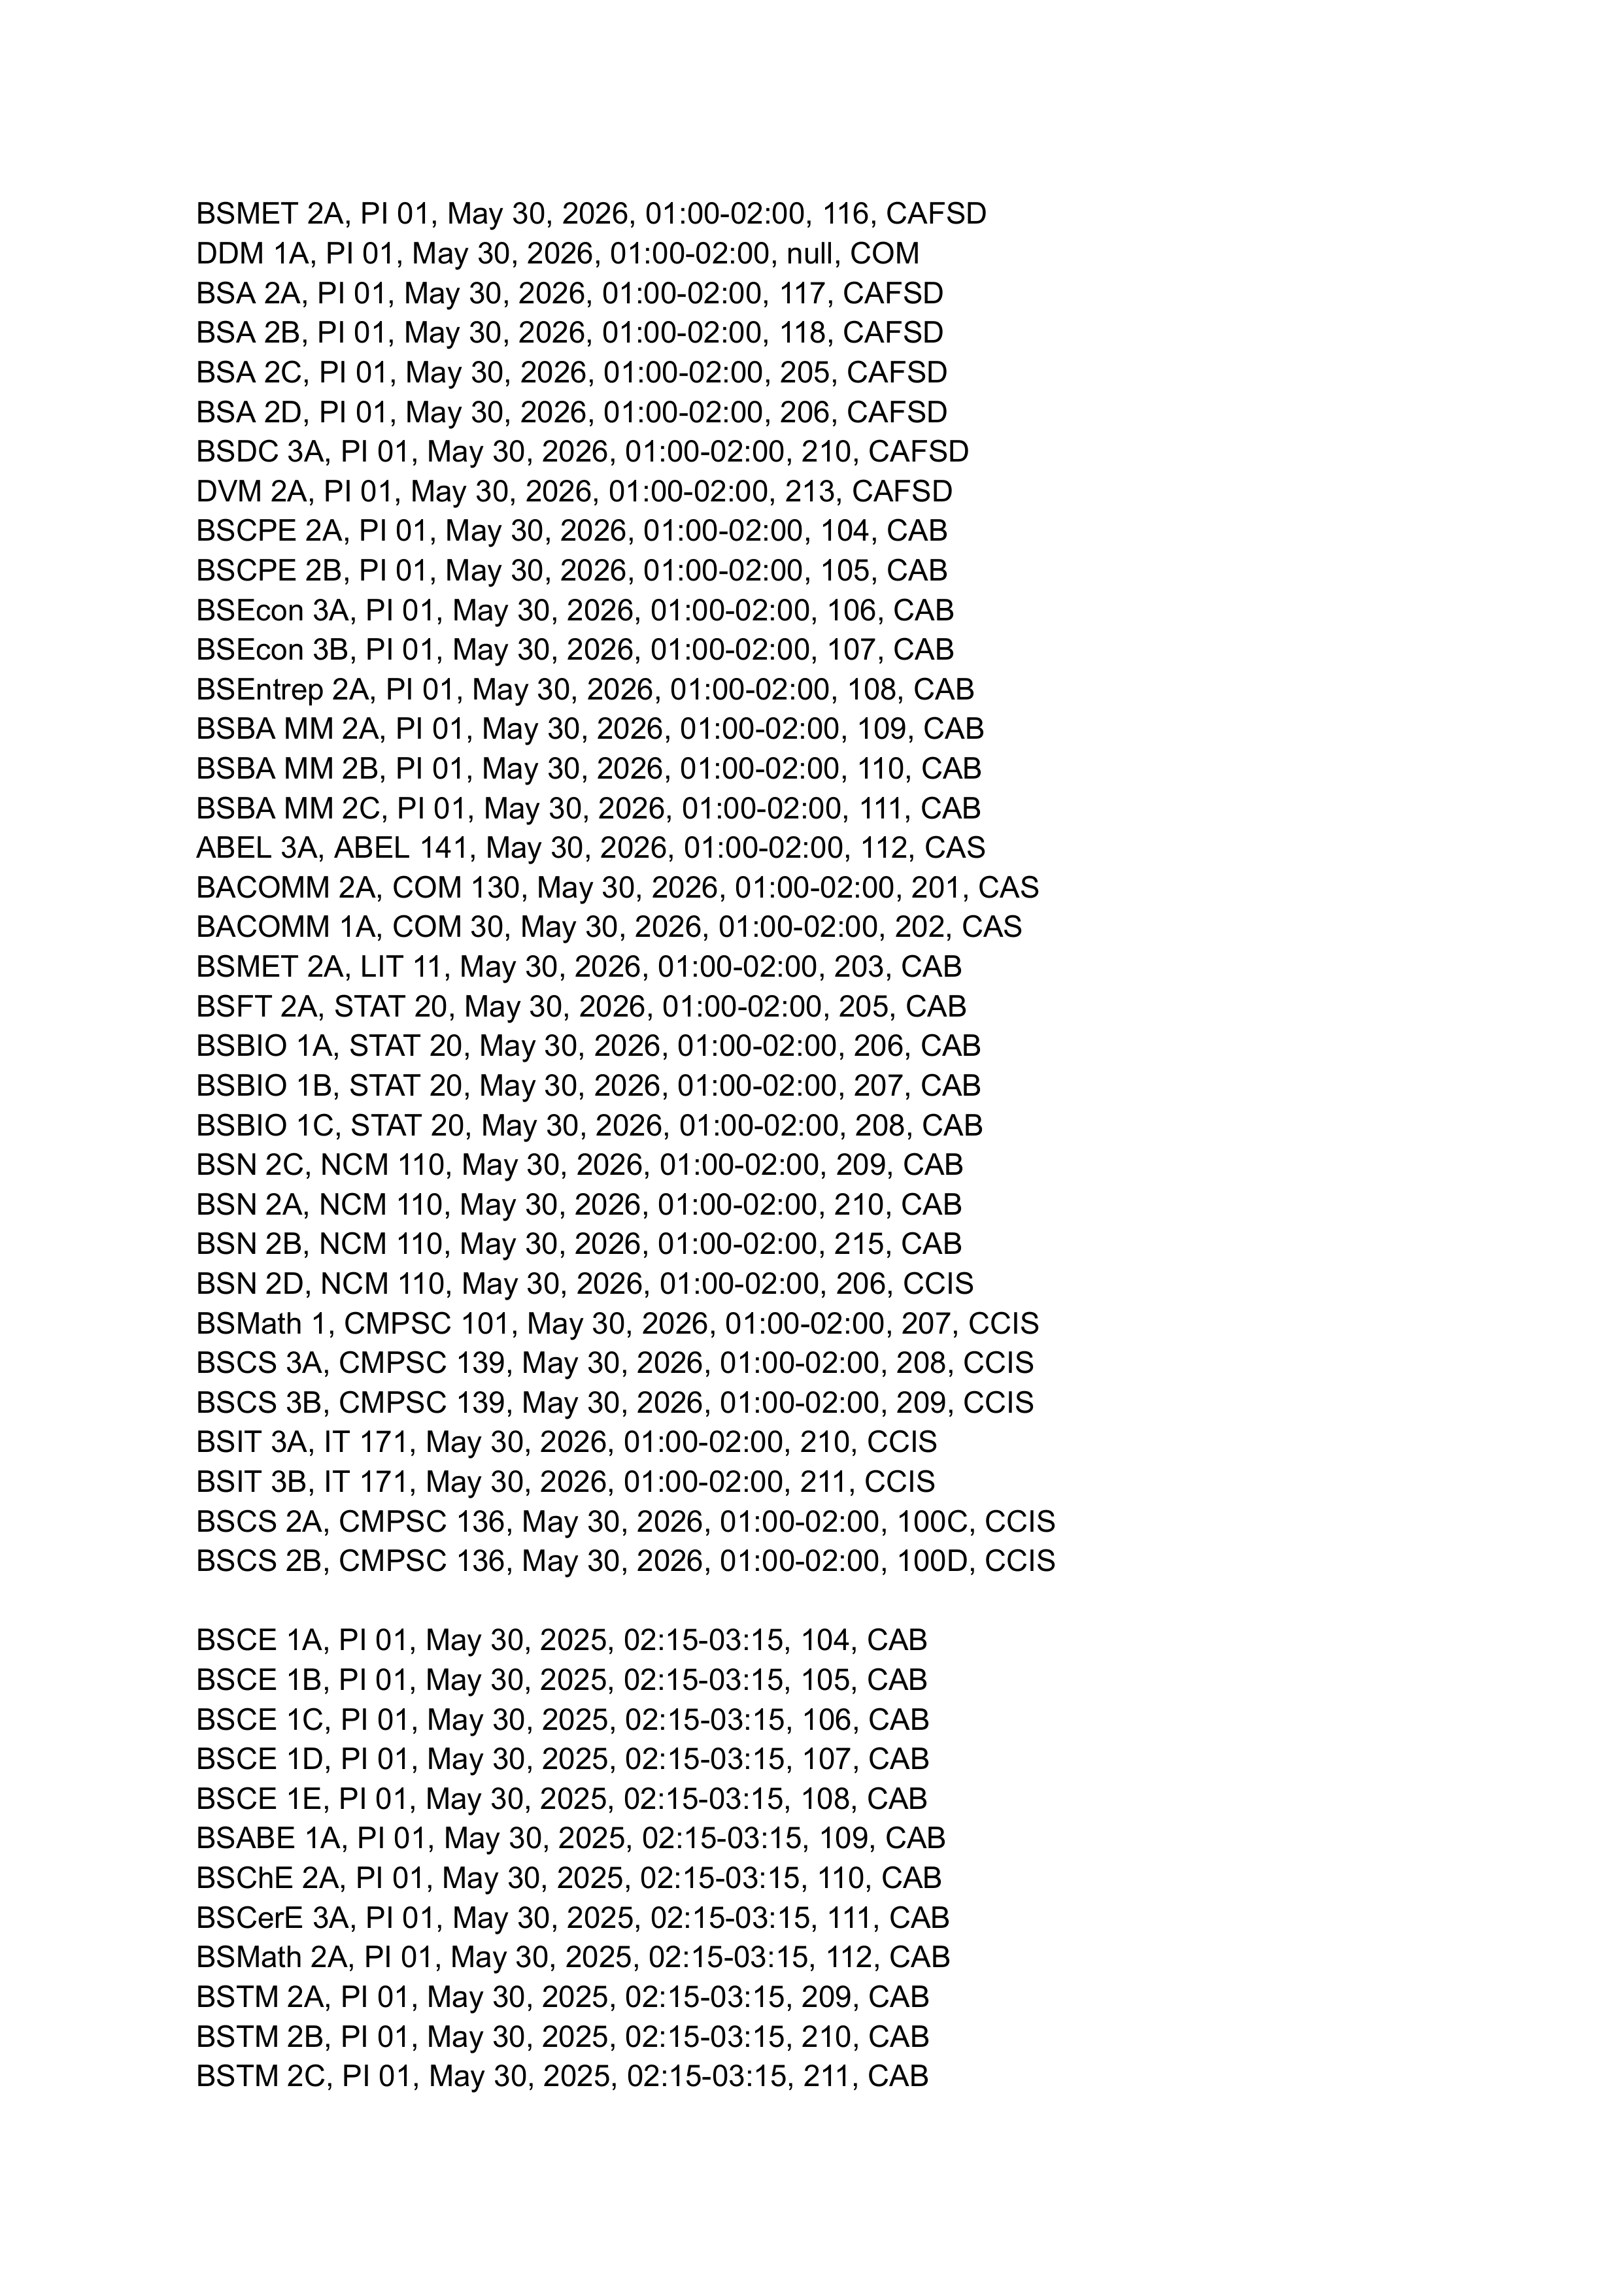 BSMET 2A, PI 01, May 30, 2026, 01:00-02:00, 116, CAFSD
DDM 1A, PI 01, May 30, 2026, 01:00-02:00, null, COM
BSA 2A, PI 01, May 30, 2026, 01:00-02:00, 117, CAFSD
BSA 2B, PI 01, May 30, 2026, 01:00-02:00, 118, CAFSD
BSA 2C, PI 01, May 30, 2026, 01:00-02:00, 205, CAFSD
BSA 2D, PI 01, May 30, 2026, 01:00-02:00, 206, CAFSD
BSDC 3A, PI 01, May 30, 2026, 01:00-02:00, 210, CAFSD
DVM 2A, PI 01, May 30, 2026, 01:00-02:00, 213, CAFSD
BSCPE 2A, PI 01, May 30, 2026, 01:00-02:00, 104, CAB
BSCPE 2B, PI 01, May 30, 2026, 01:00-02:00, 105, CAB
BSEcon 3A, PI 01, May 30, 2026, 01:00-02:00, 106, CAB
BSEcon 3B, PI 01, May 30, 2026, 01:00-02:00, 107, CAB
BSEntrep 2A, PI 01, May 30, 2026, 01:00-02:00, 108, CAB
BSBA MM 2A, PI 01, May 30, 2026, 01:00-02:00, 109, CAB
BSBA MM 2B, PI 01, May 30, 2026, 01:00-02:00, 110, CAB
BSBA MM 2C, PI 01, May 30, 2026, 01:00-02:00, 111, CAB
ABEL 3A, ABEL 141, May 30, 2026, 01:00-02:00, 112, CAS
BACOMM 2A, COM 130, May 30, 2026, 01:00-02:00, 201, CAS
BACOMM 1A, COM 30, May 30, 2026, 01:00-02:00, 202, CAS
BSMET 2A, LIT 11, May 30, 2026, 01:00-02:00, 203, CAB
BSFT 2A, STAT 20, May 30, 2026, 01:00-02:00, 205, CAB
BSBIO 1A, STAT 20, May 30, 2026, 01:00-02:00, 206, CAB
BSBIO 1B, STAT 20, May 30, 2026, 01:00-02:00, 207, CAB
BSBIO 1C, STAT 20, May 30, 2026, 01:00-02:00, 208, CAB
BSN 2C, NCM 110, May 30, 2026, 01:00-02:00, 209, CAB
BSN 2A, NCM 110, May 30, 2026, 01:00-02:00, 210, CAB
BSN 2B, NCM 110, May 30, 2026, 01:00-02:00, 215, CAB
BSN 2D, NCM 110, May 30, 2026, 01:00-02:00, 206, CCIS
BSMath 1, CMPSC 101, May 30, 2026, 01:00-02:00, 207, CCIS
BSCS 3A, CMPSC 139, May 30, 2026, 01:00-02:00, 208, CCIS
BSCS 3B, CMPSC 139, May 30, 2026, 01:00-02:00, 209, CCIS
BSIT 3A, IT 171, May 30, 2026, 01:00-02:00, 210, CCIS
BSIT 3B, IT 171, May 30, 2026, 01:00-02:00, 211, CCIS
BSCS 2A, CMPSC 136, May 30, 2026, 01:00-02:00, 100C, CCIS
BSCS 2B, CMPSC 136, May 30, 2026, 01:00-02:00, 100D, CCIS

BSCE 1A, PI 01, May 30, 2025, 02:15-03:15, 104, CAB
BSCE 1B, PI 01, May 30, 2025, 02:15-03:15, 105, CAB
BSCE 1C, PI 01, May 30, 2025, 02:15-03:15, 106, CAB
BSCE 1D, PI 01, May 30, 2025, 02:15-03:15, 107, CAB
BSCE 1E, PI 01, May 30, 2025, 02:15-03:15, 108, CAB
BSABE 1A, PI 01, May 30, 2025, 02:15-03:15, 109, CAB
BSChE 2A, PI 01, May 30, 2025, 02:15-03:15, 110, CAB
BSCerE 3A, PI 01, May 30, 2025, 02:15-03:15, 111, CAB
BSMath 2A, PI 01, May 30, 2025, 02:15-03:15, 112, CAB
BSTM 2A, PI 01, May 30, 2025, 02:15-03:15, 209, CAB
BSTM 2B, PI 01, May 30, 2025, 02:15-03:15, 210, CAB
BSTM 2C, PI 01, May 30, 2025, 02:15-03:15, 211, CAB